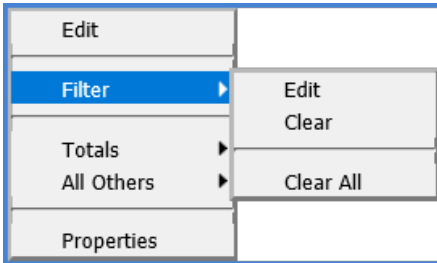 Edit
Filter
Edit
Clear
Totals
All Others
Clear All
Properties